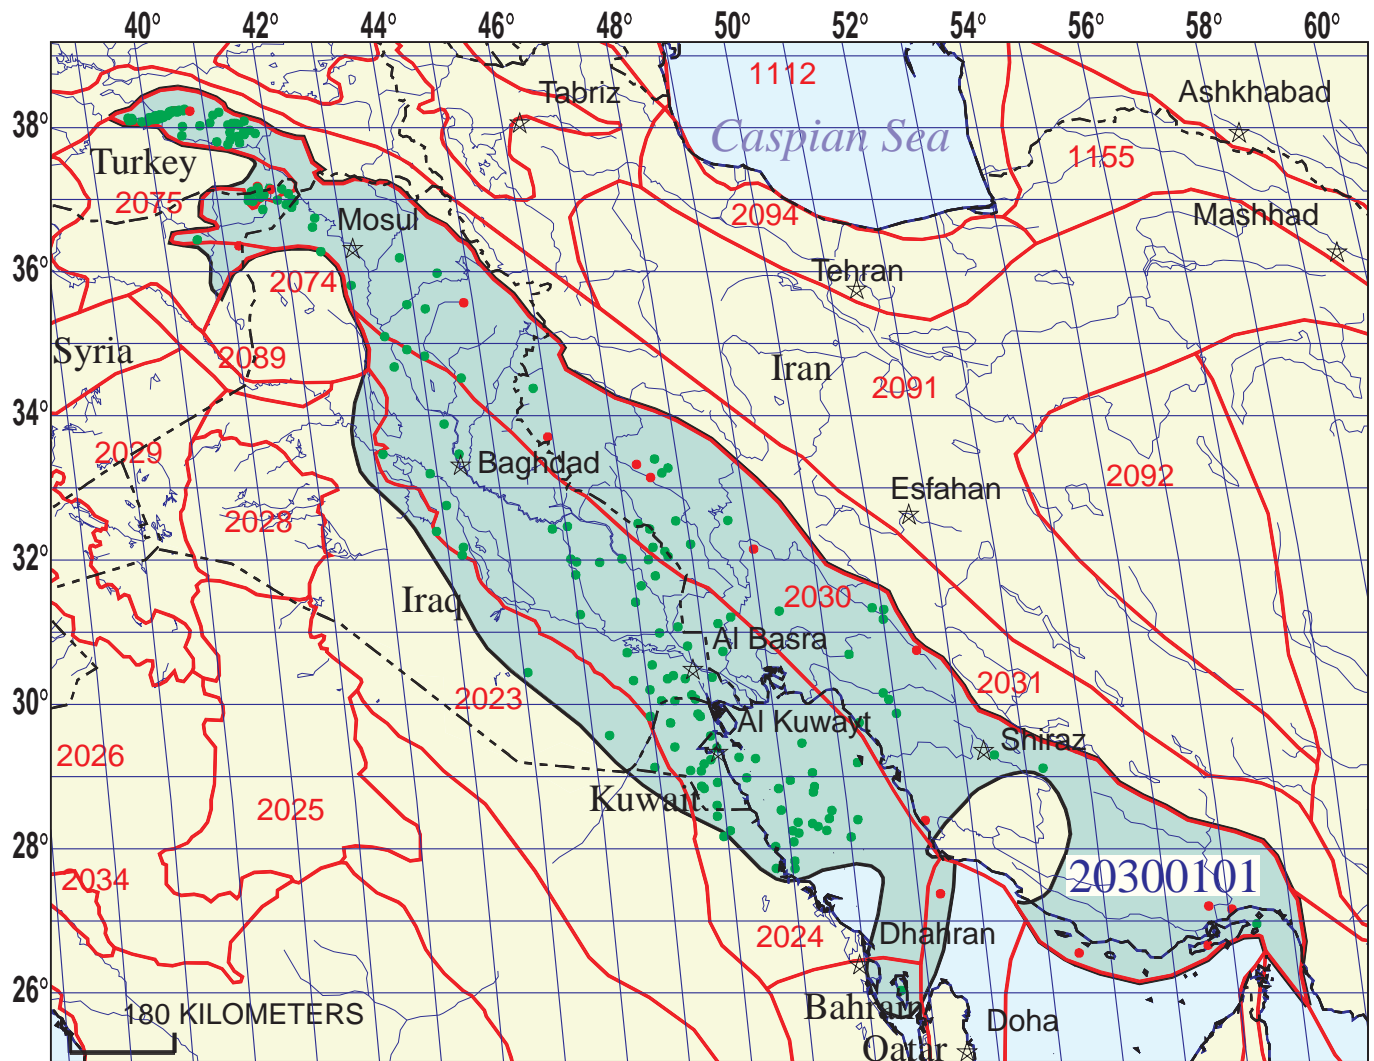 40° 42° 44° 46° 48° 50° 52° 54° 56° 58° 60°
1112
Tabriz
Ashkhabad
38°
Caspian Sea
Turkey
1155
2075
2094
Mosul
Mashhad
36°
2074
Tehran
Syria
2089
Iran
2091
34°
2029
Baghdad
2092
Esfahan
2028
32°
Iraq
2030
Al Basra
2031
30°
2023
Al Kuwayt
Shiraz
2026
Kuwait
2025
28°
2034
20300101
2024
Dhahran
26°
Bahrain
180 KILOMETERS
Doha
Qatar